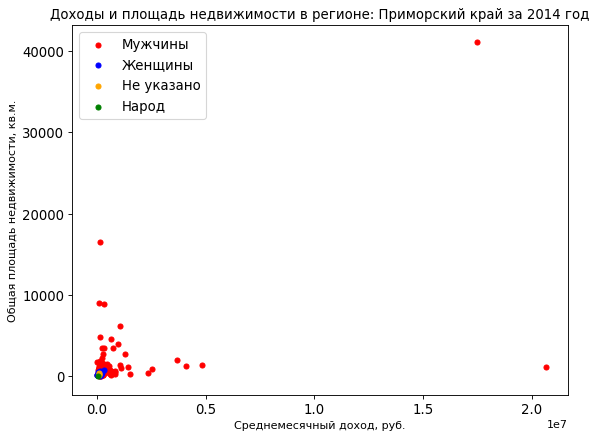 Доходы и площадь недвижимости в регионе: Приморский край за 2014 год
Мужчины
Женщины
Не указано
Народ
Общая площадь недвижимости, кв.м.
40000
30000
20000
10000
0
0.0 0.5 1.0 1.5 2.0
1e7
Среднемесячный доход, руб.